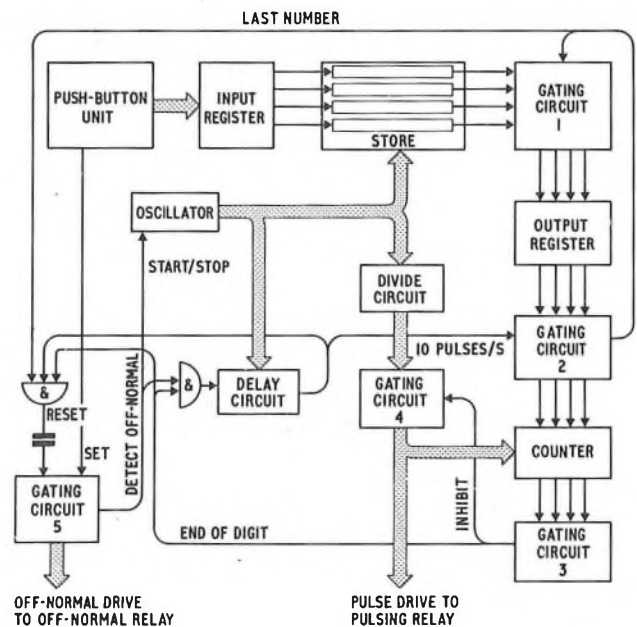 LAST NUMBER
PUSH-BUTTON
UNIT
INPUT
REGISTER
STORE
GATING
CIRCUIT
1
OSCILLATOR
START/STOP
OUTPUT
REGISTER
DIVIDE
CIRCUIT
10 PULSES/S
GATING
CIRCUIT
2
&
RESET
SET
DETECT OFF-NORMAL
&
DELAY
CIRCUIT
GATING
CIRCUIT
4
COUNTER
INHIBIT
GATING
CIRCUIT
5
END OF DIGIT
GATING
CIRCUIT
3
OFF-NORMAL DRIVE
TO OFF-NORMAL RELAY
PULSE DRIVE TO
PULSING RELAY